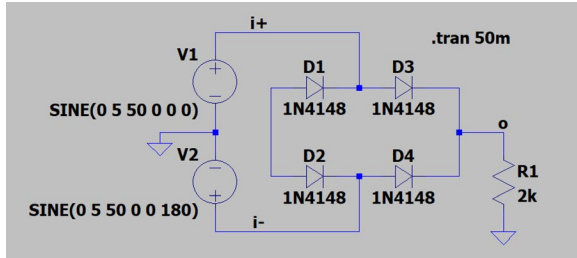 i+
.tran 50m
V1
D1
D3
+
−
1N4148
1N4148
SINE(0 5 50 0 0 0)
o
V2
D2
D4
−
+
R1
2k
1N4148
1N4148
SINE(0 5 50 0 0 180)
i-